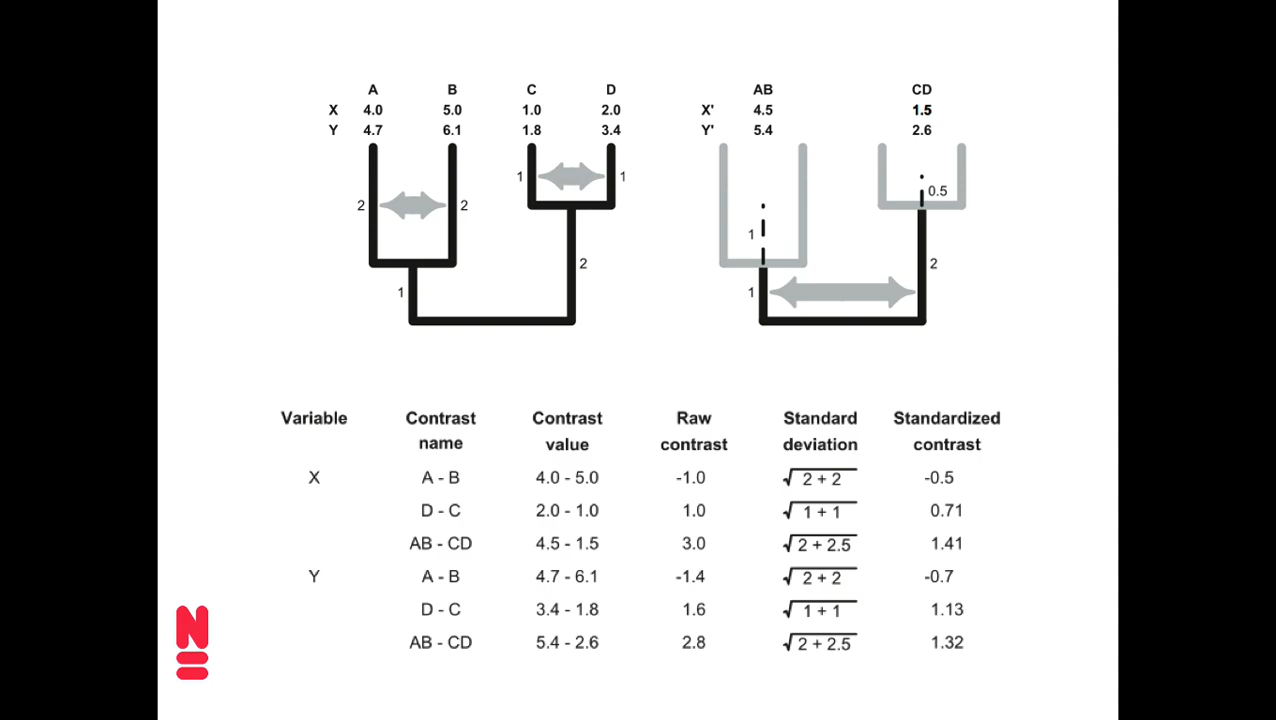 A B C D AB CD
X 4.0 5.0 1.0 2.0 X' 4.5 1.5
Y 4.7 6.1 1.8 3.4 Y' 5.4 2.6
1 1
0.5
2 2
1
2 2
1 1
Variable Contrast name Contrast value Raw contrast Standard deviation Standardized contrast
X A - B 4.0 - 5.0 -1.0 √2 + 2 -0.5
D - C 2.0 - 1.0 1.0 √1 + 1 0.71
AB - CD 4.5 - 1.5 3.0 √2 + 2.5 1.41
Y A - B 4.7 - 6.1 -1.4 √2 + 2 -0.7
D - C 3.4 - 1.8 1.6 √1 + 1 1.13
AB - CD 5.4 - 2.6 2.8 √2 + 2.5 1.32